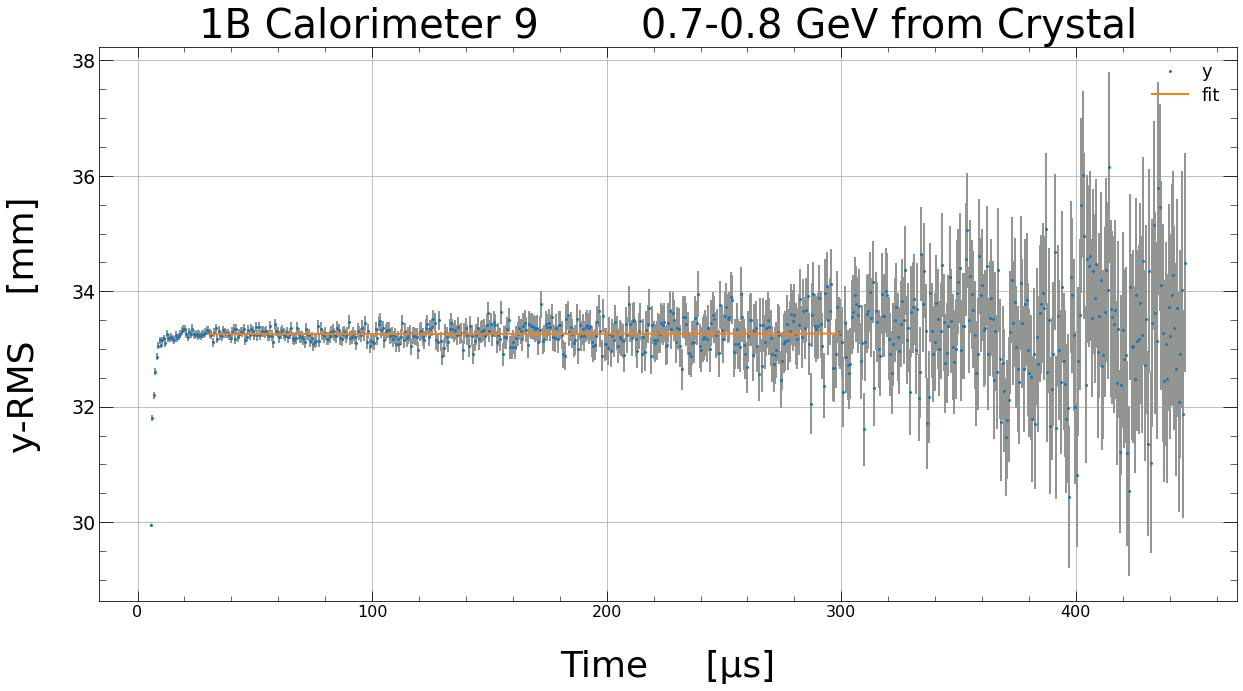 1B Calorimeter 9 0.7-0.8 GeV from Crystal
y
fit
38
36
34
32
30
y-RMS [mm]
0 100 200 300 400
Time [µs]